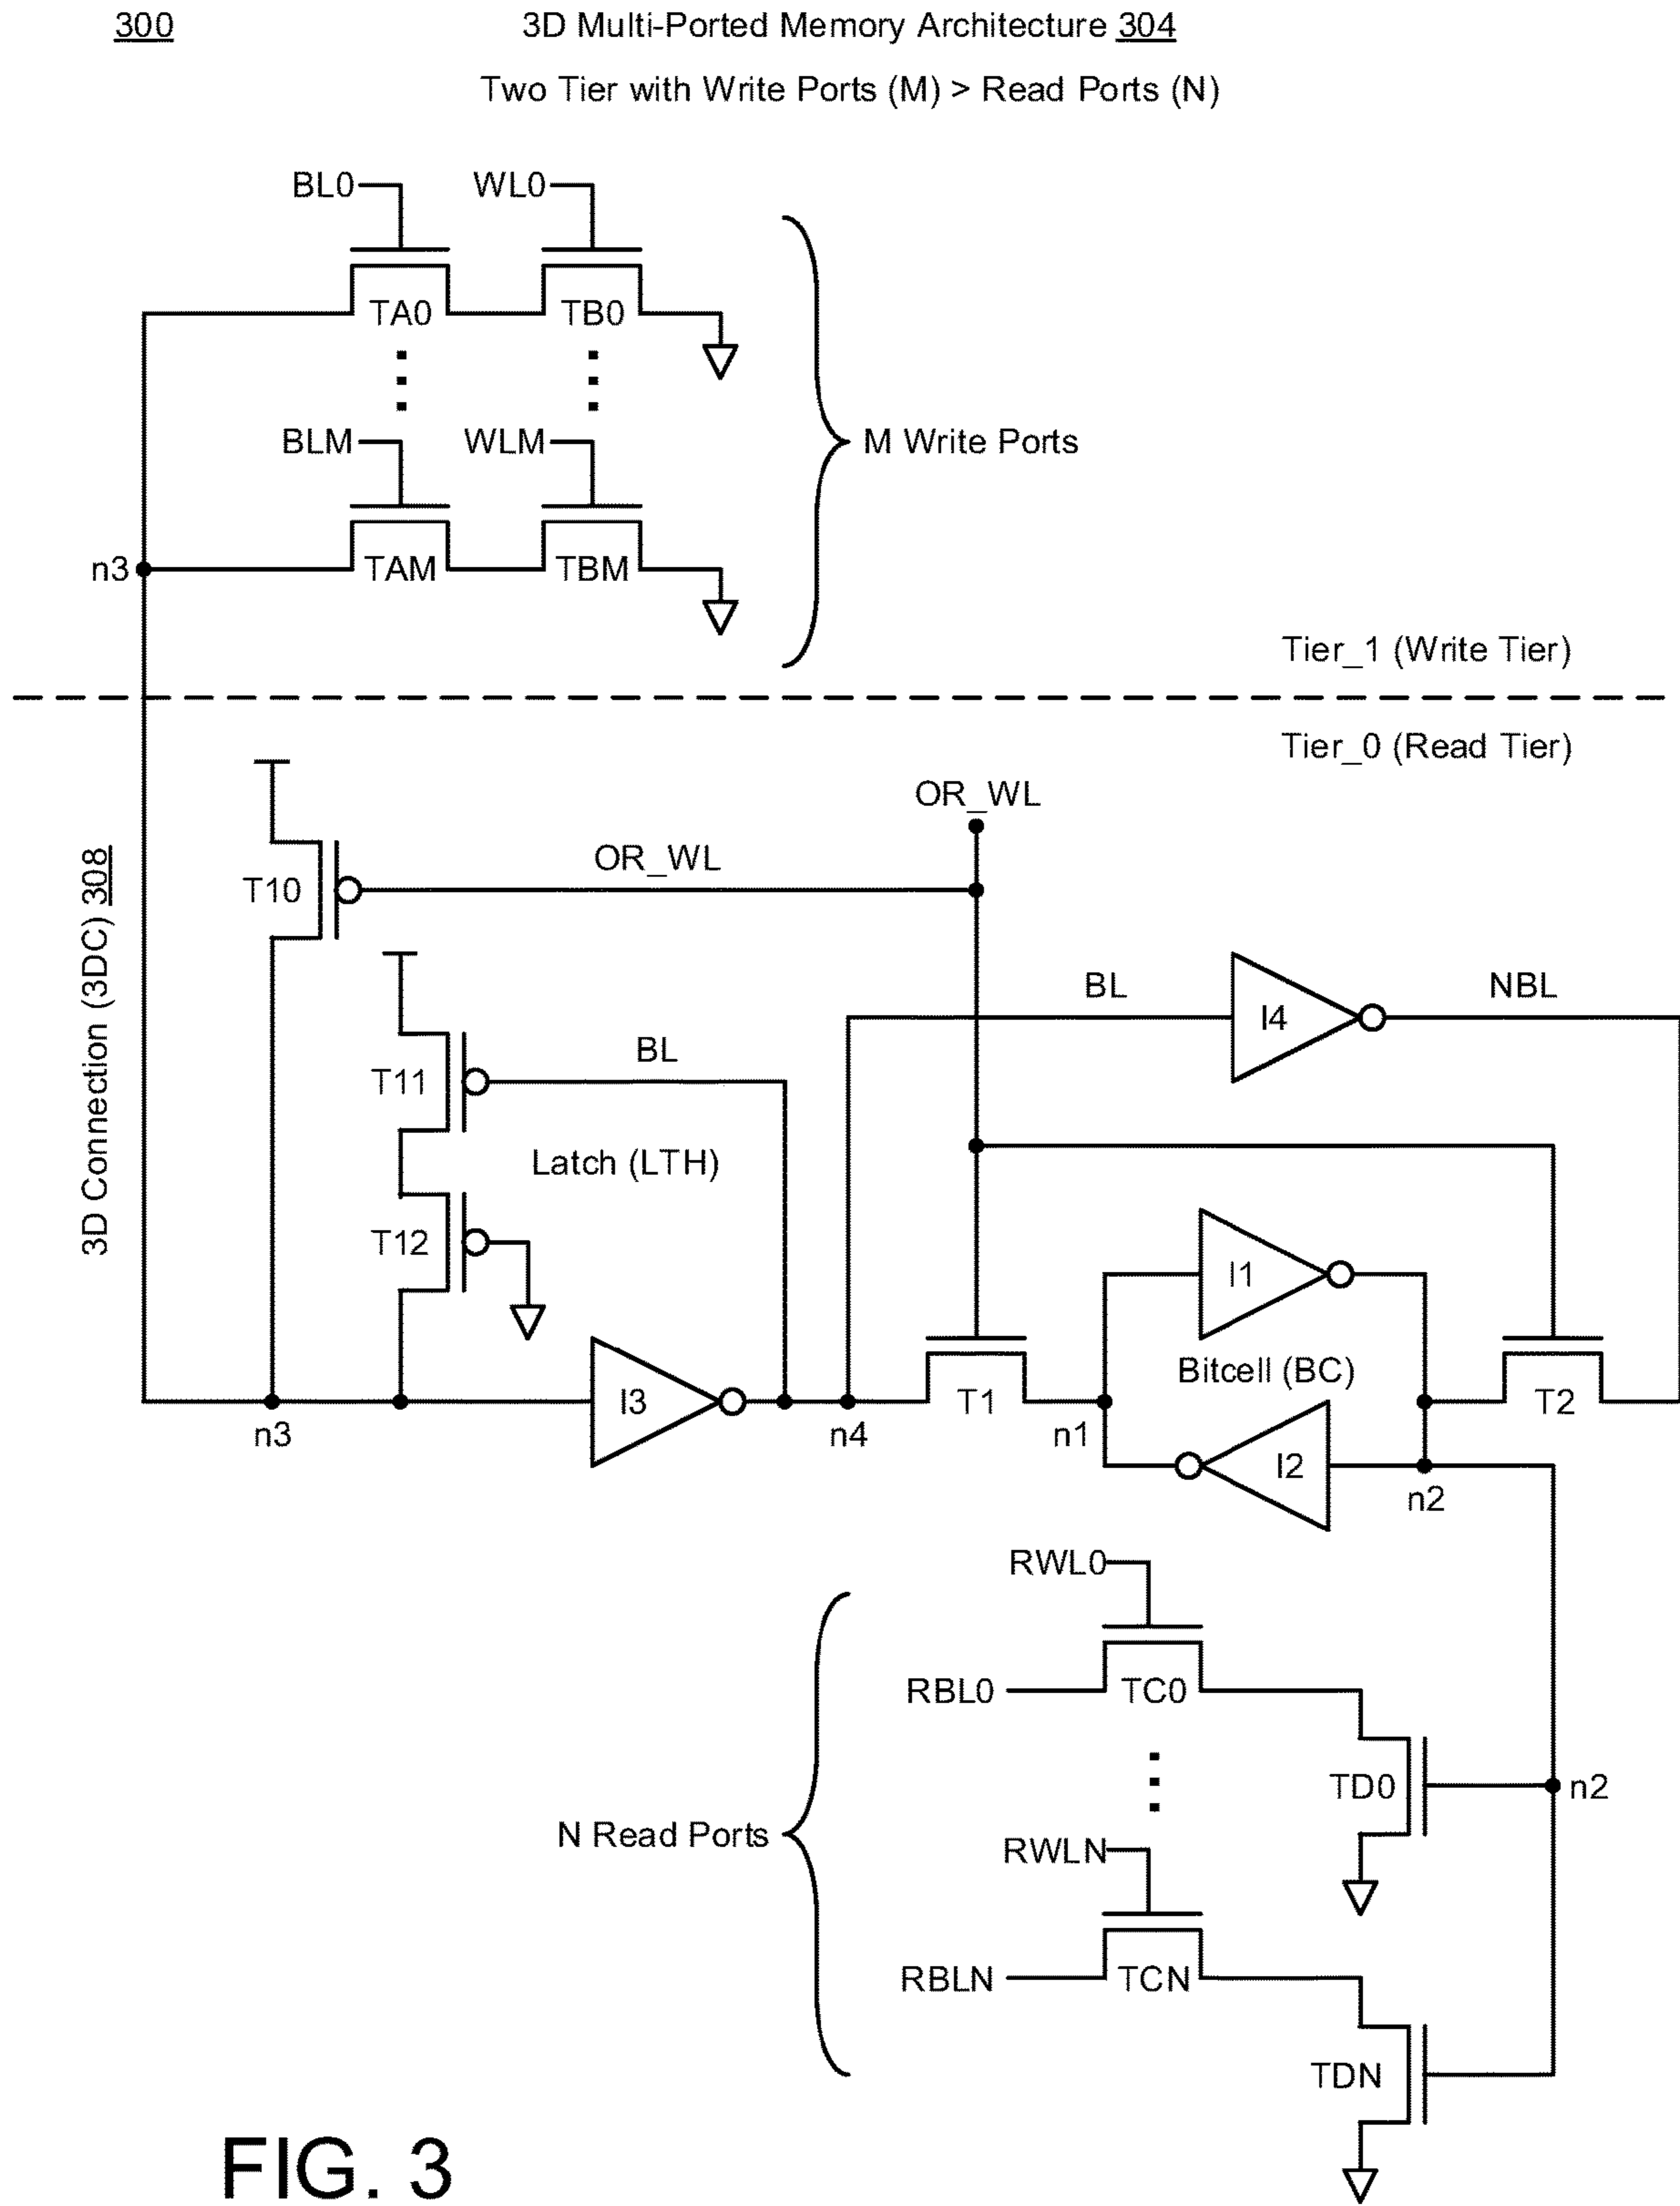 300
3D Multi-Ported Memory Architecture 304
Two Tier with Write Ports (M) > Read Ports (N)
BL0
WL0
TA0
TB0
BLM
WLM
M Write Ports
n3
TAM
TBM
Tier_1 (Write Tier)
Tier_0 (Read Tier)
3D Connection (3DC) 308
OR_WL
T10
OR_WL
BL
I4
NBL
T11
BL
Latch (LTH)
T12
I1
Bitcell (BC)
n3
I3
n4
T1
n1
T2
I2
n2
RWL0
RBL0
TC0
TD0
n2
N Read Ports
RWLN
RBLN
TCN
TDN
FIG. 3